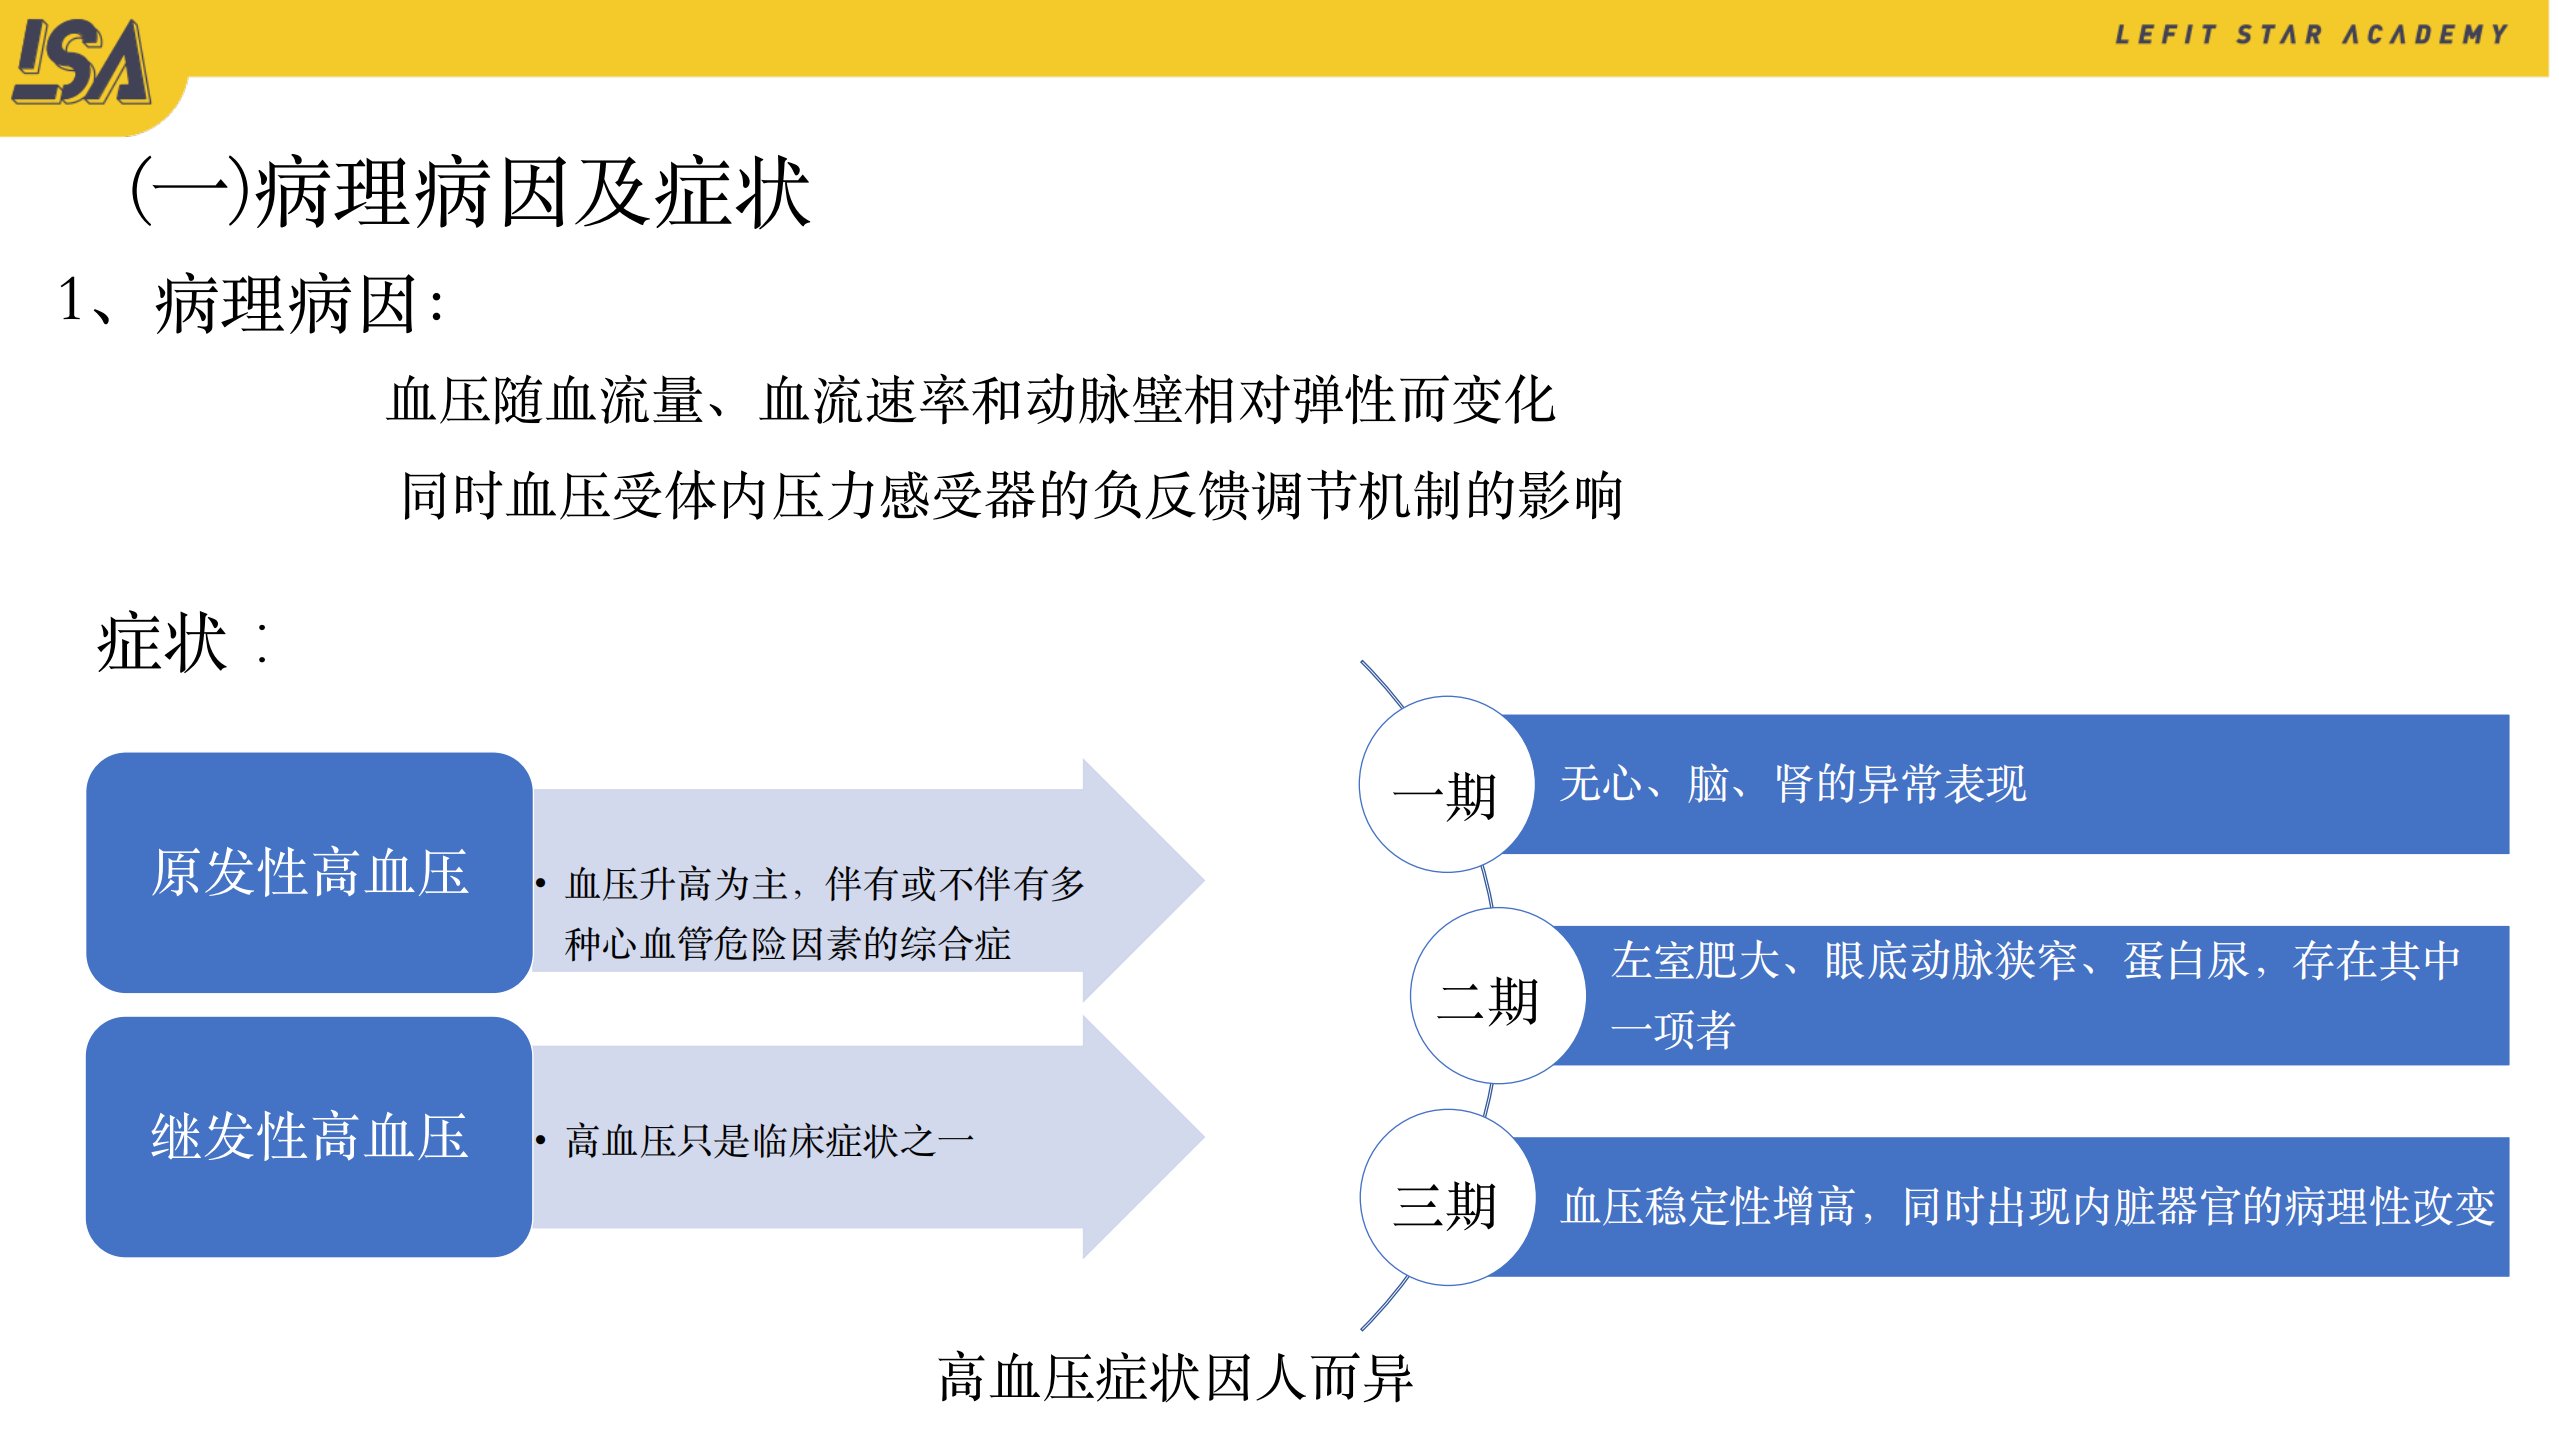 LSA
LEFIT STAR ACADEMY
(一)病理病因及症状
1、病理病因:
血压随血流量、血流速率和动脉壁相对弹性而变化
同时血压受体内压力感受器的负反馈调节机制的影响
症状：
原发性高血压
• 血压升高为主，伴有或不伴有多
种心血管危险因素的综合症
继发性高血压
• 高血压只是临床症状之一
一期
无心、脑、肾的异常表现
二期
左室肥大、眼底动脉狭窄、蛋白尿，存在其中
一项者
三期
血压稳定性增高，同时出现内脏器官的病理性改变
高血压症状因人而异